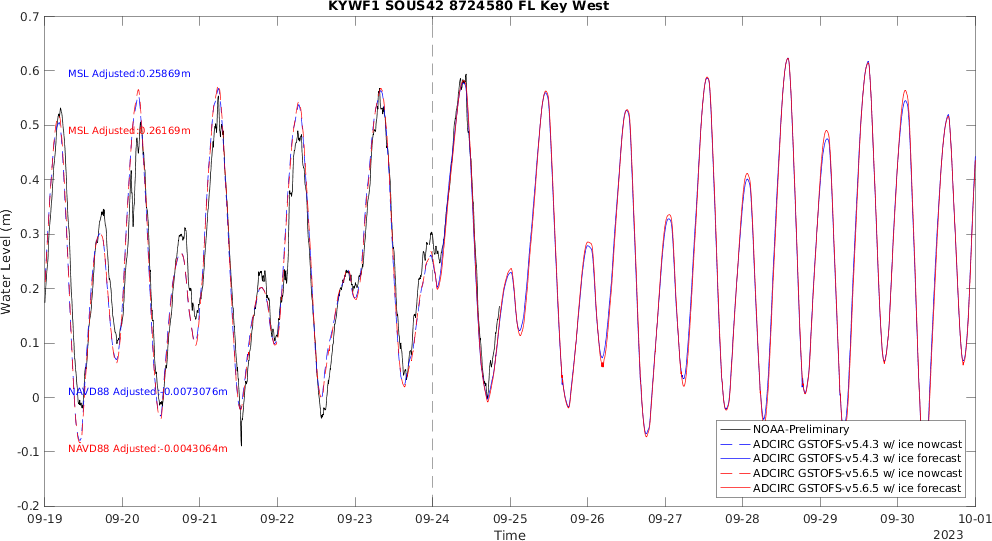 KYWF1 SOUS42 8724580 FL Key West
0.7
0.6
0.5
0.4
0.3
0.2
0.1
0
-0.1
-0.2
Water Level (m)
MSL Adjusted:0.25869m
MSL Adjusted:0.26169m
NAVD88 Adjusted:-0.0073076m
NAVD88 Adjusted:-0.0043064m
NOAA-Preliminary
ADCIRC GSTOFS-v5.4.3 w/ ice nowcast
ADCIRC GSTOFS-v5.4.3 w/ ice forecast
ADCIRC GSTOFS-v5.6.5 w/ ice nowcast
ADCIRC GSTOFS-v5.6.5 w/ ice forecast
09-19 09-20 09-21 09-22 09-23 09-24 09-25 09-26 09-27 09-28 09-29 09-30 10-01
Time
2023